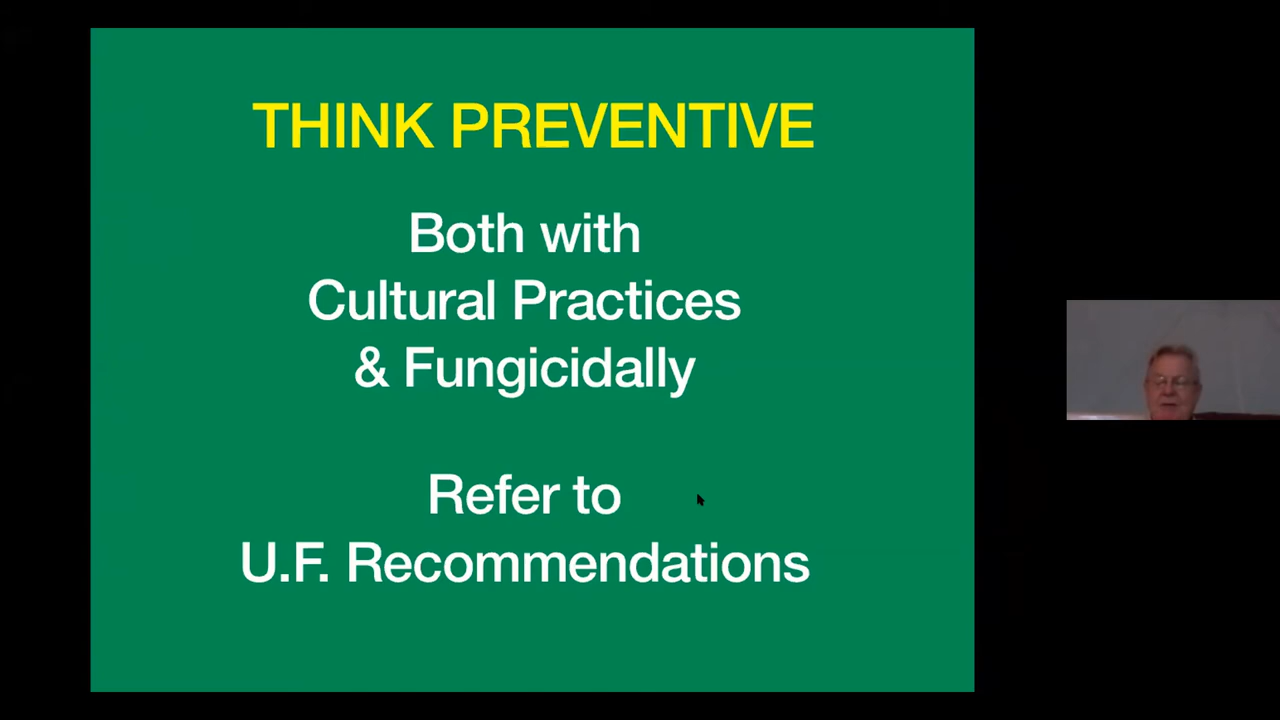 THINK PREVENTIVE
Both with
Cultural Practices
& Fungicidally
Refer to
U.F. Recommendations